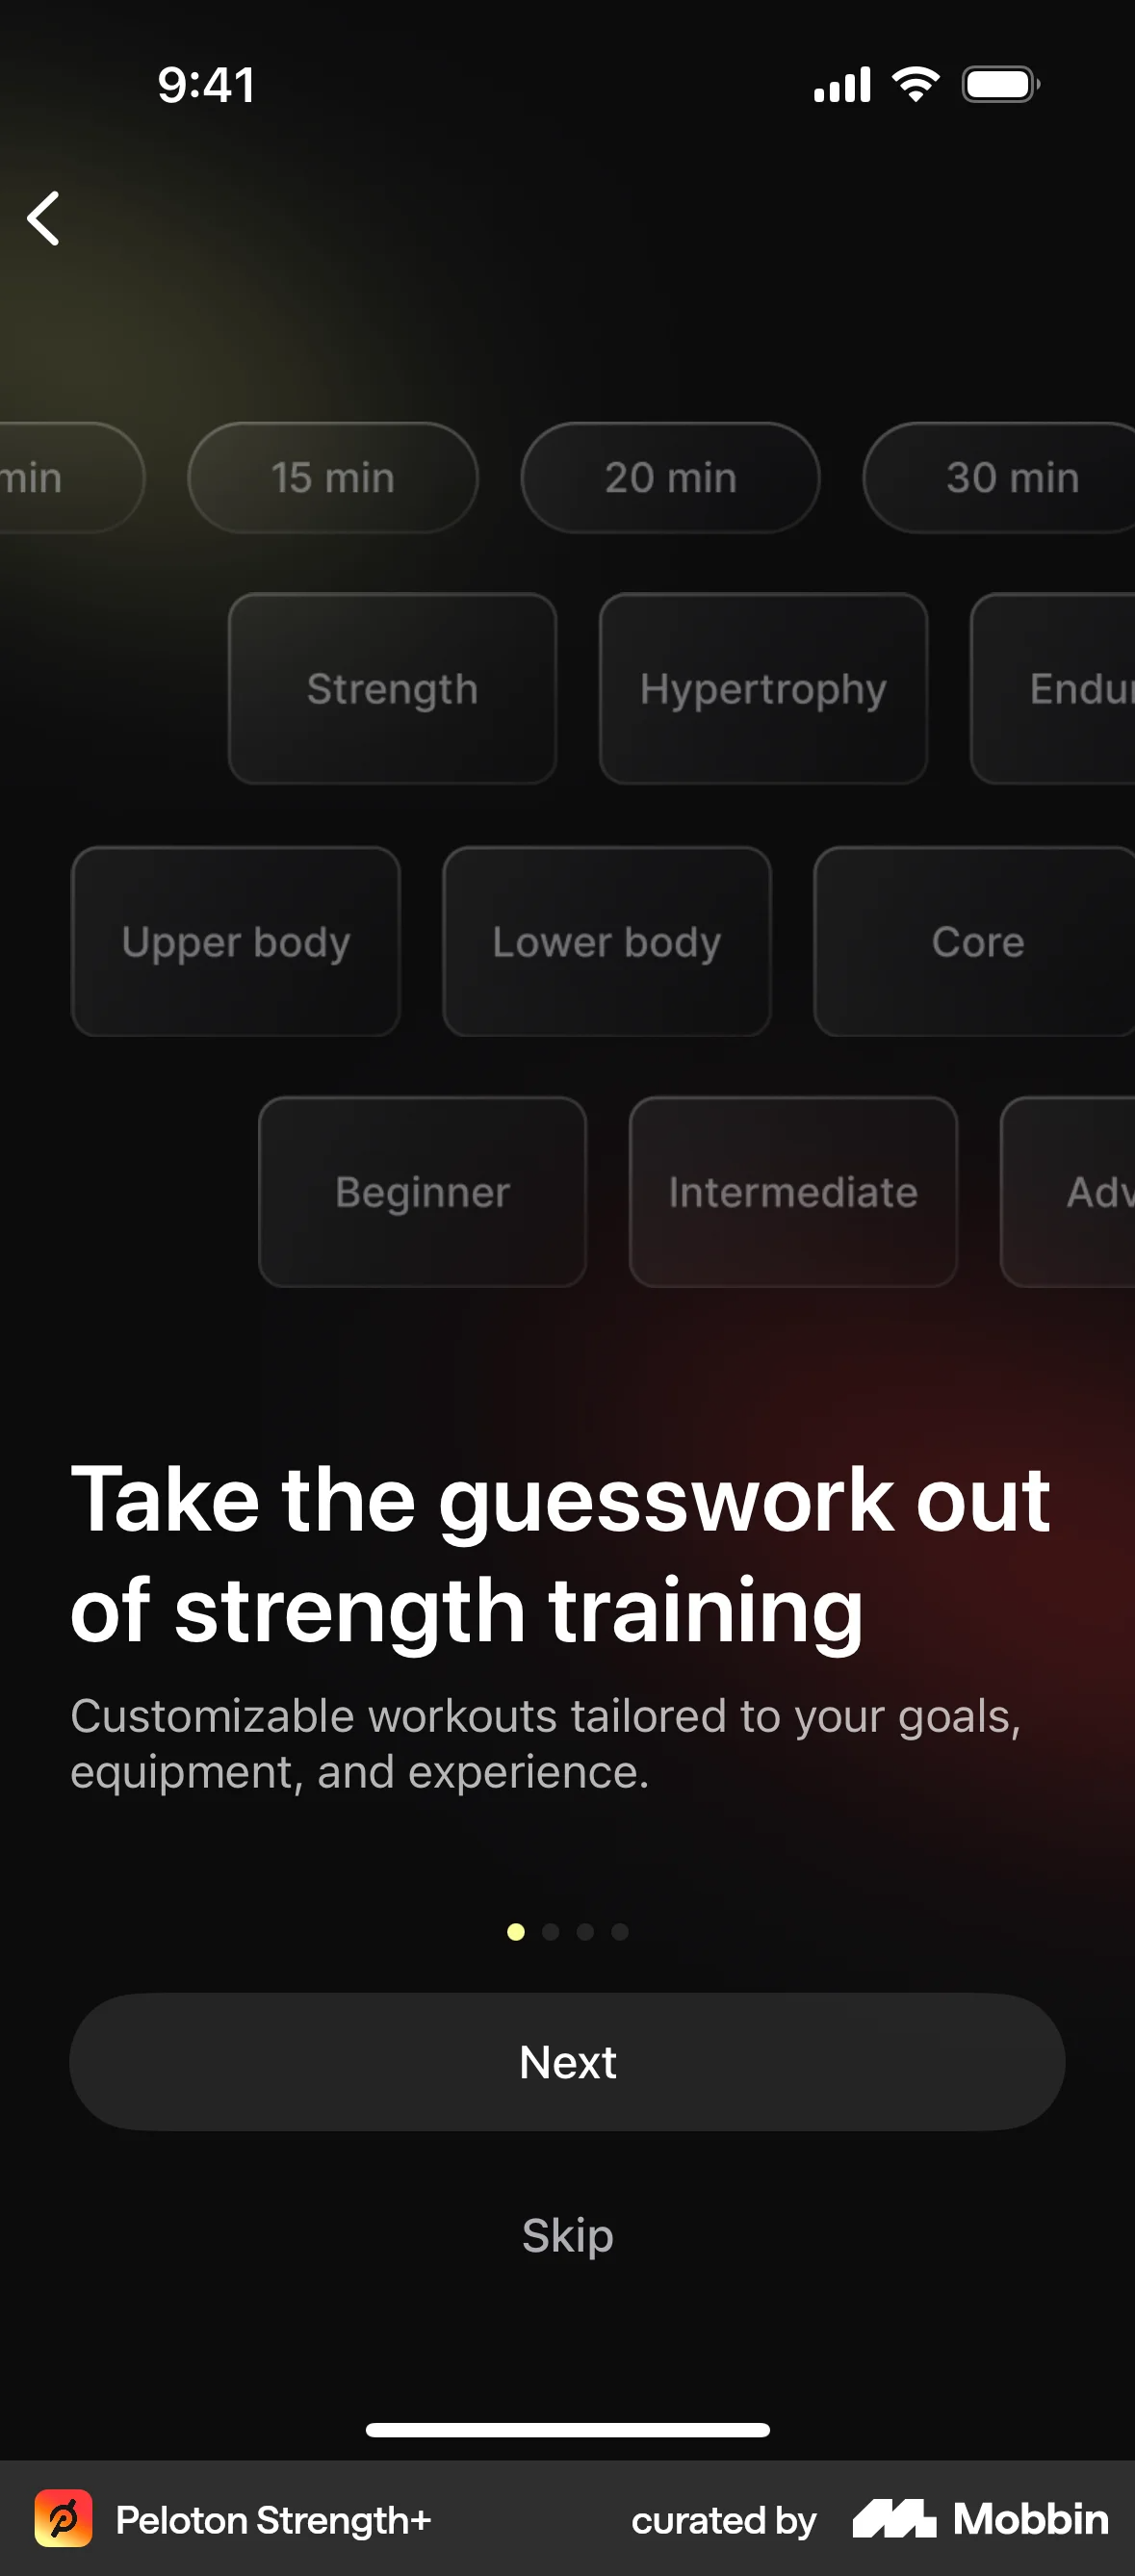 9:41
min
15 min
20 min
30 min
Strength
Hypertrophy
Endur
Upper body
Lower body
Core
Beginner
Intermediate
Adv
Take the guesswork out
of strength training
Customizable workouts tailored to your goals,
equipment, and experience.
Next
Skip
Peloton Strength+
curated by Mobbin